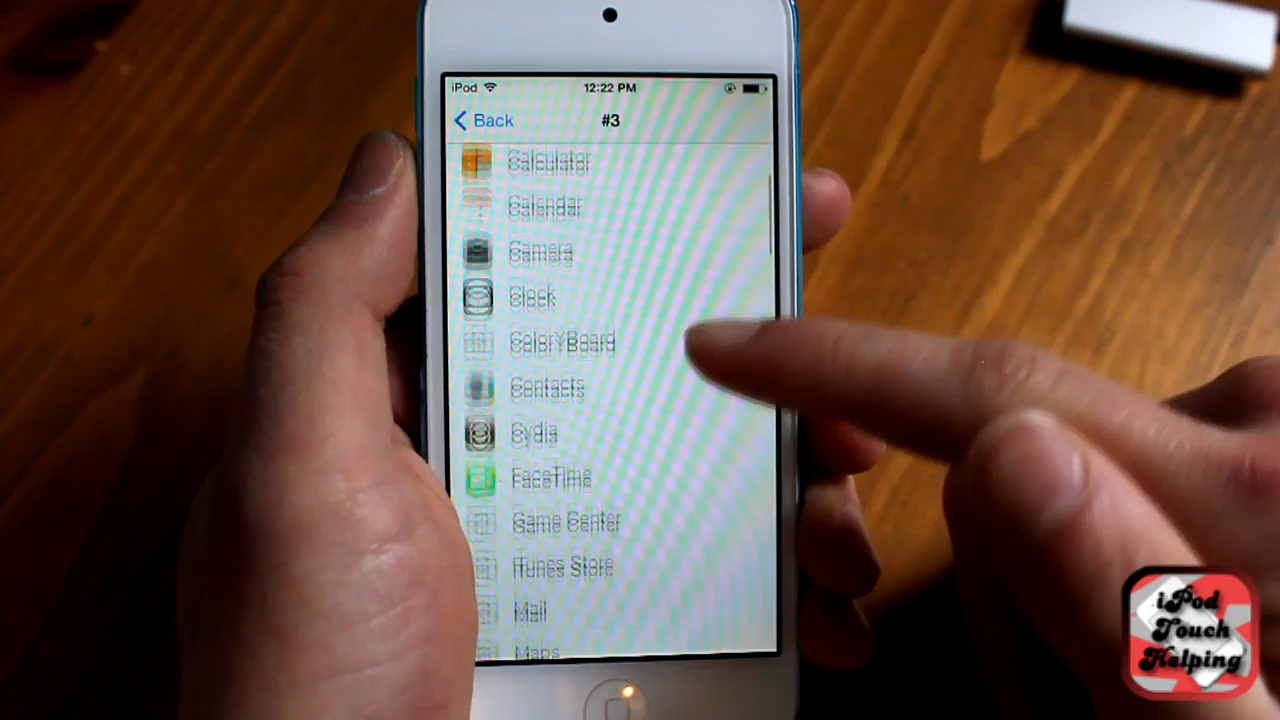 iPod 12:22 PM
Back #3
Calculator
Calendar
Camera
Clock
ColorYBoard
Contacts
Cydia
FaceTime
Game Center
iTunes Store
Mail
Maps
iPod
Touch
Helping